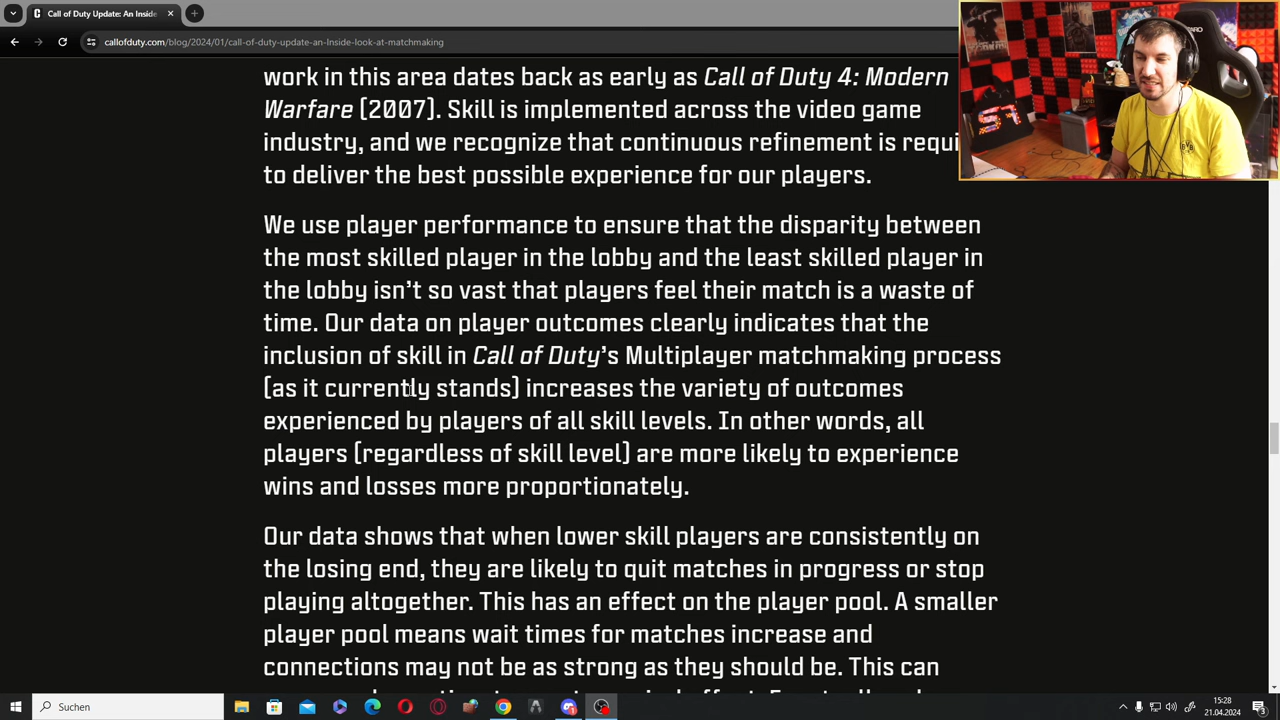 Call of Duty Update: An Inside
callofduty.com/blog/2024/01/call-of-duty-update-an-Inside-look-at-matchmaking
work in this area dates back as early as Call of Duty 4: Modern
Warfare [2007]. Skill is implemented across the video game
industry, and we recognize that continuous refinement is requi
to deliver the best possible experience for our players.
We use player performance to ensure that the disparity between
the most skilled player in the lobby and the least skilled player in
the lobby isn't so vast that players feel their match is a waste of
time. Our data on player outcomes clearly indicates that the
inclusion of skill in Call of Duty's Multiplayer matchmaking process
[as it currently stands] increases the variety of outcomes
experienced by players of all skill levels. In other words, all
players [regardless of skill level] are more likely to experience
wins and losses more proportionately.
Our data shows that when lower skill players are consistently on
the losing end, they are likely to quit matches in progress or stop
playing altogether. This has an effect on the player pool. A smaller
player pool means wait times for matches increase and
connections may not be as strong as they should be. This can
Suchen
15:28
21.04.2024